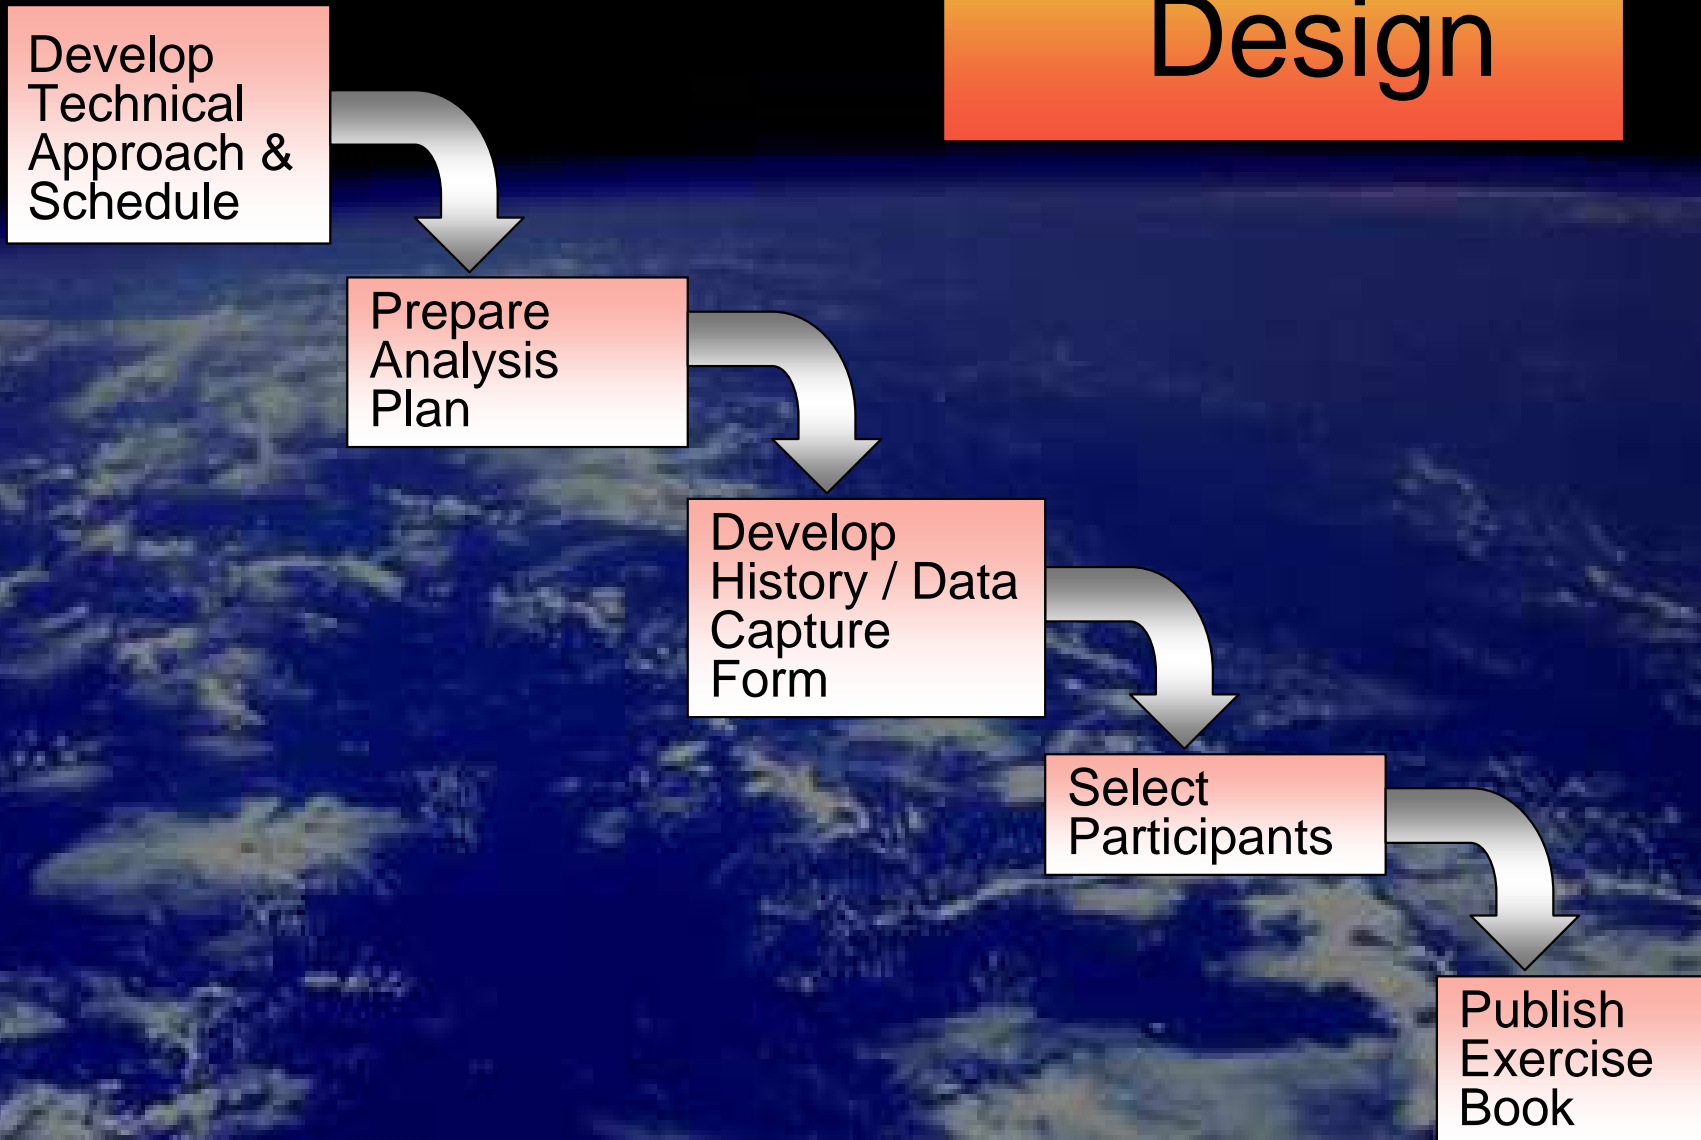 Design
Develop
Technical
Approach &
Schedule
Prepare
Analysis
Plan
Develop
History / Data
Capture
Form
Select
Participants
Publish
Exercise
Book